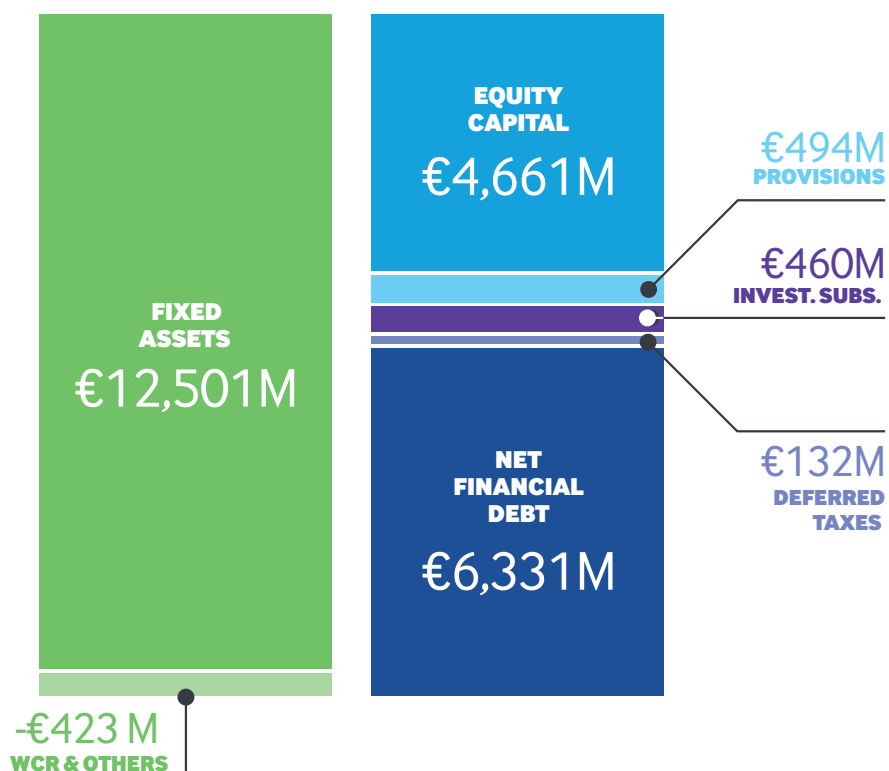 FIXED
ASSETS
€12,501M
-€423 M
WCR & OTHERS
EQUITY
CAPITAL
€4,661M
€494M
PROVISIONS
€460M
INVEST. SUBS.
€132M
DEFERRED
TAXES
NET
FINANCIAL
DEBT
€6,331M